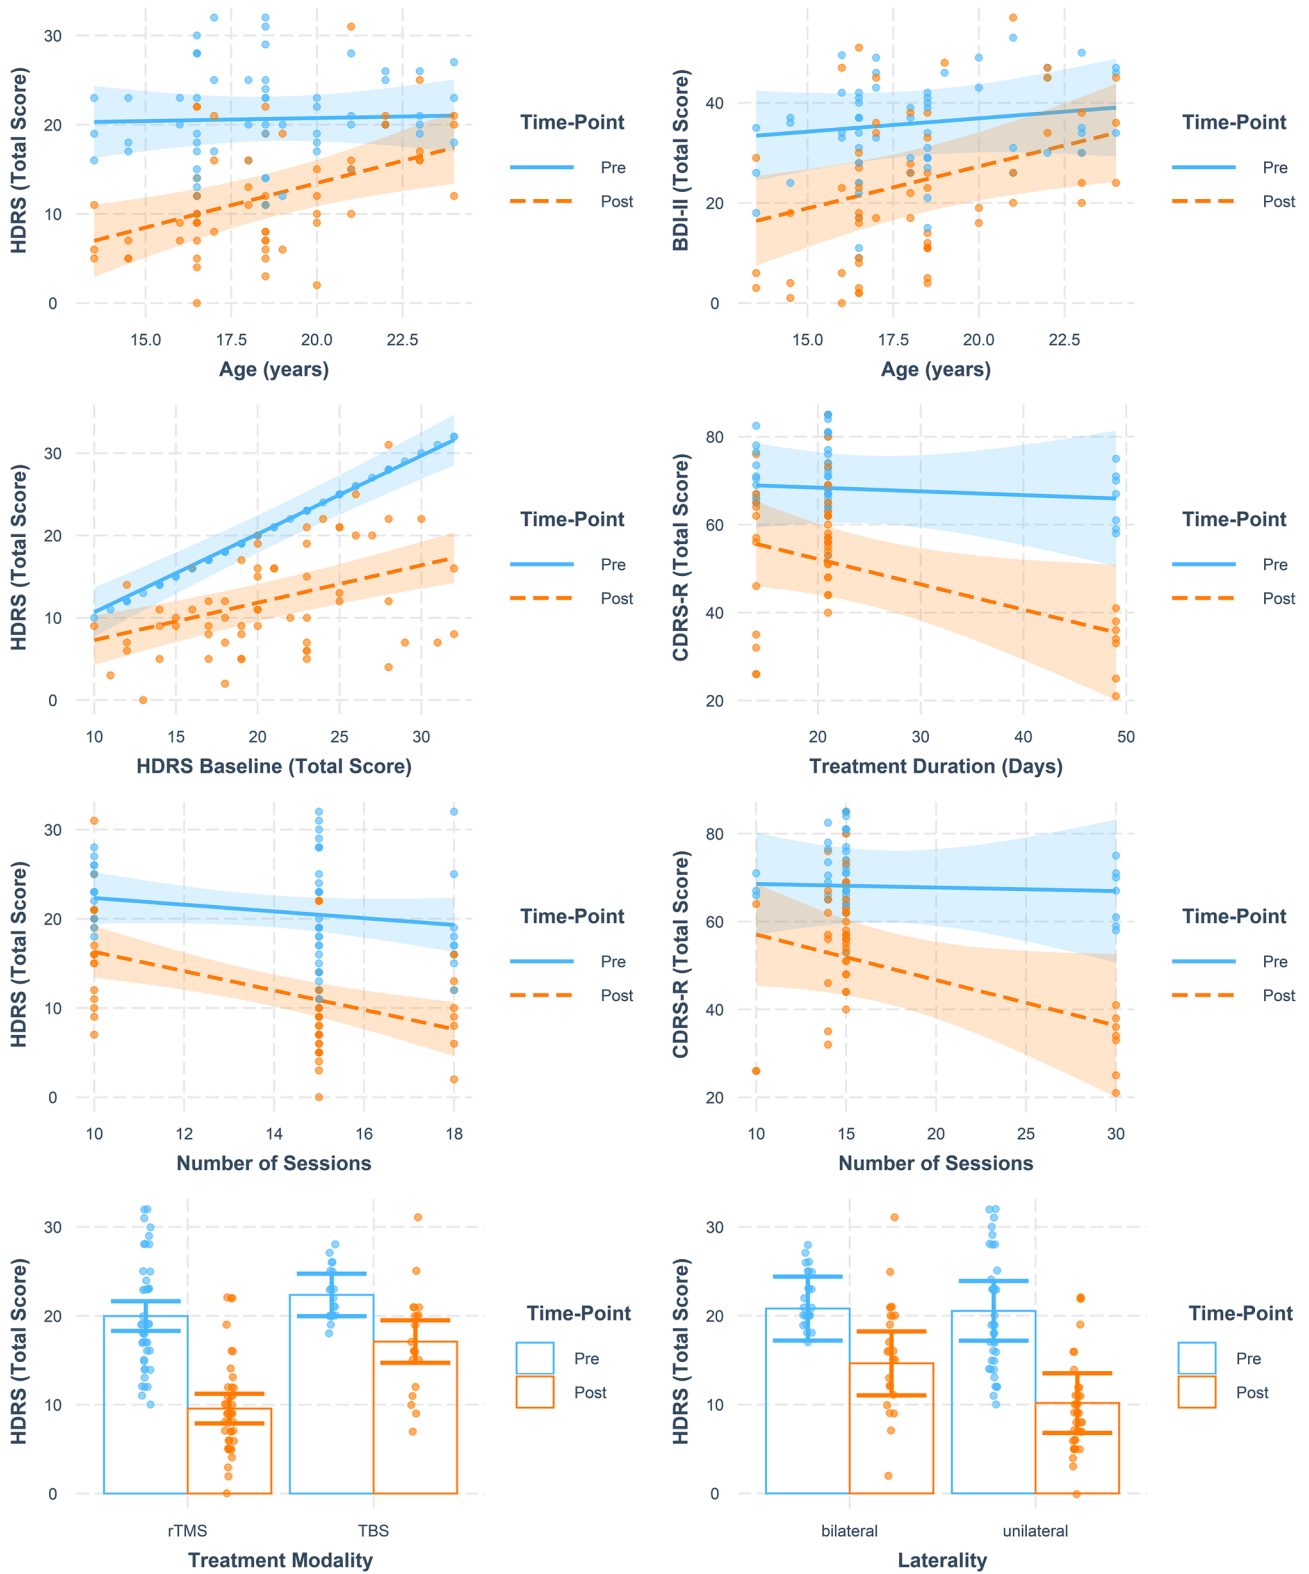 HDRS (Total Score)
30
20
10
0
15.0 17.5 20.0 22.5
Age (years)
Time-Point
Pre
Post
BDI-II (Total Score)
40
20
0
15.0 17.5 20.0 22.5
Age (years)
Time-Point
Pre
Post
HDRS (Total Score)
30
20
10
0
10 15 20 25 30
HDRS Baseline (Total Score)
Time-Point
Pre
Post
CDRS-R (Total Score)
80
60
40
20
20 30 40 50
Treatment Duration (Days)
Time-Point
Pre
Post
HDRS (Total Score)
30
20
10
0
10 12 14 16 18
Number of Sessions
Time-Point
Pre
Post
CDRS-R (Total Score)
80
60
40
20
10 15 20 25 30
Number of Sessions
Time-Point
Pre
Post
HDRS (Total Score)
30
20
10
0
rTMS TBS
Treatment Modality
Time-Point
Pre
Post
HDRS (Total Score)
30
20
10
0
bilateral unilateral
Laterality
Time-Point
Pre
Post